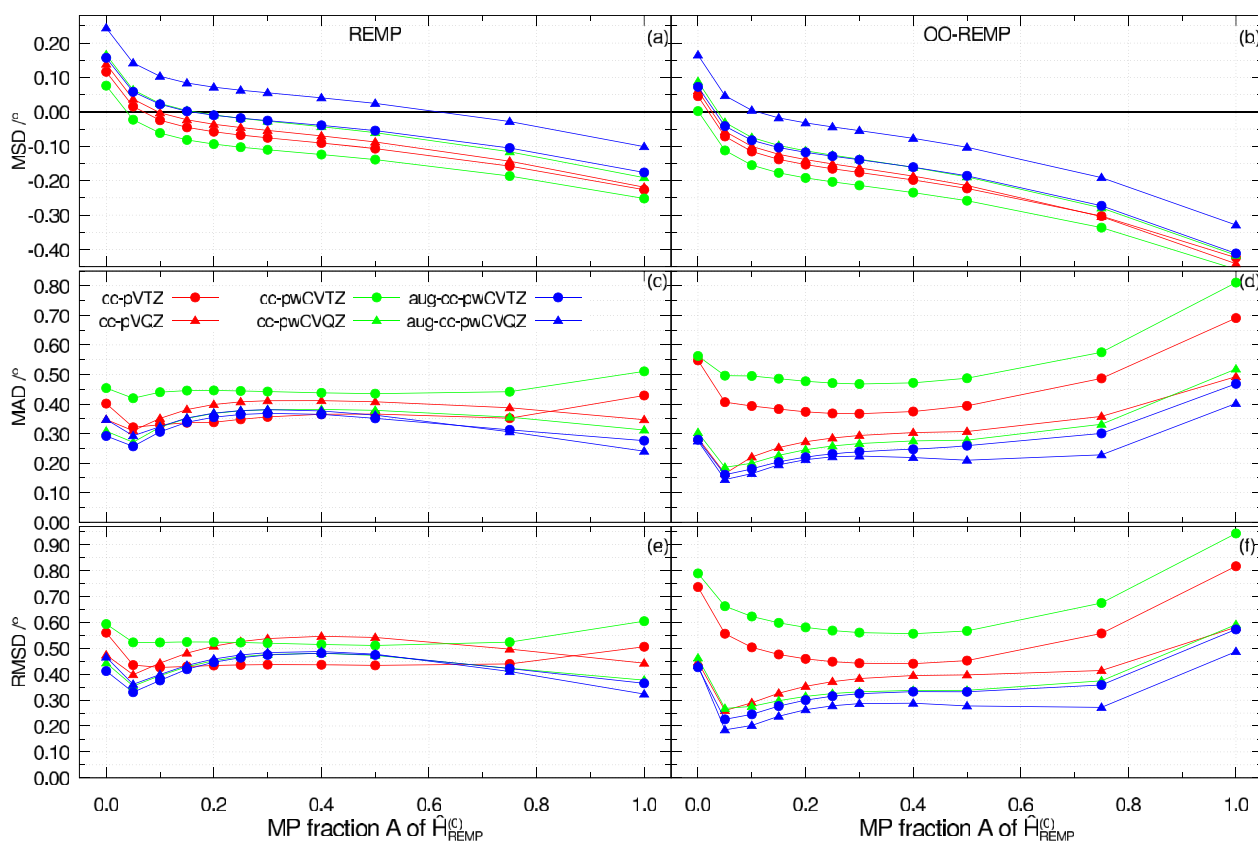 REMP (a) OO-REMP (b)
0.20
0.10
0.00
-0.10
-0.20
-0.30
-0.40
MSD /°
(c) (d)
cc-pVTZ cc-pwCVTZ aug-cc-pwCVTZ
cc-pVQZ cc-pwCVQZ aug-cc-pwCVQZ
0.80
0.70
0.60
0.50
0.40
0.30
0.20
0.10
0.00
MAD /°
(e) (f)
0.90
0.80
0.70
0.60
0.50
0.40
0.30
0.20
0.10
0.00
RMSD /°
0.0 0.2 0.4 0.6 0.8 1.0 0.0 0.2 0.4 0.6 0.8 1.0
MP fraction A of Ĥ(0)REMP MP fraction A of Ĥ(0)REMP